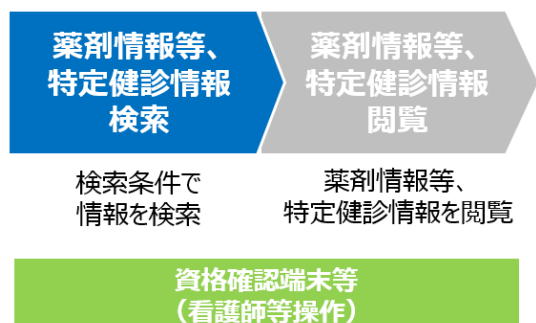 薬剤情報等、
特定健診情報
検索
薬剤情報等、
特定健診情報
閲覧
検索条件で
情報を検索
薬剤情報等、
特定健診情報を閲覧
資格確認端末等
（看護師等操作）